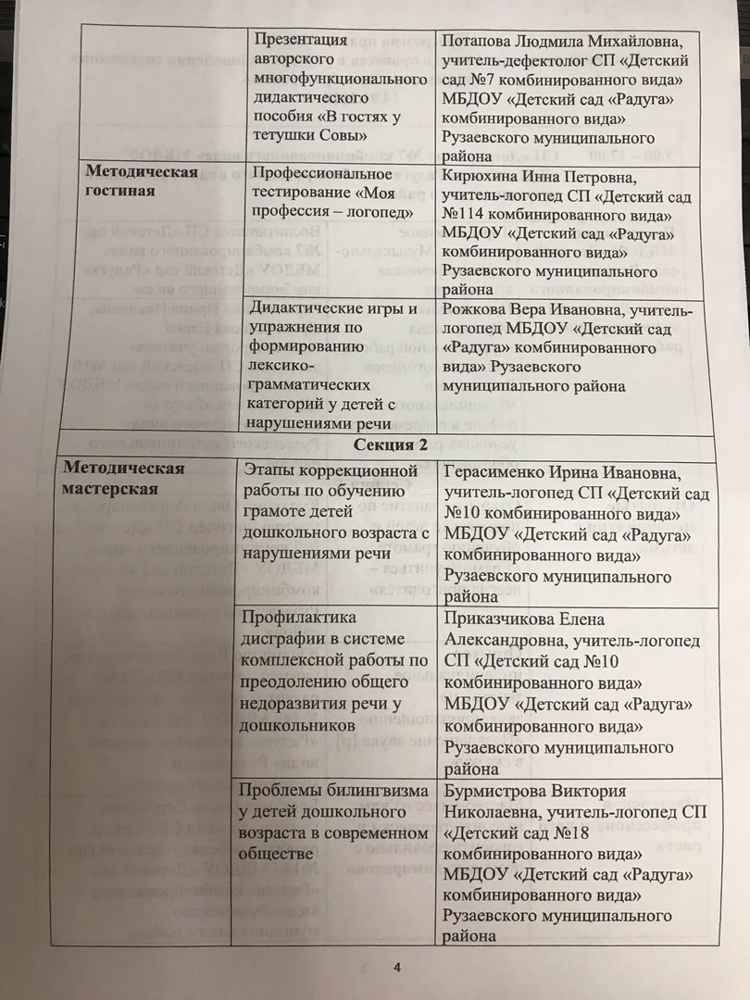 Презентация
авторского
многофункционального
дидактического
пособия «В гостях у
тетушки Совы»
Потапова Людмила Михайловна,
учитель-дефектолог СП «Детский
сад №7 комбинированного вида»
МБДОУ «Детский сад «Радуга»
комбинированного вида»
Рузаевского муниципального
района
Методическая
гостиная
Профессиональное
тестирование «Моя
профессия – логопед»
Кирюхина Инна Петровна,
учитель-логопед СП «Детский сад
№114 комбинированного вида»
МБДОУ «Детский сад «Радуга»
комбинированного вида»
Рузаевского муниципального
района
Дидактические игры и
упражнения по
формированию
лексико-
грамматических
категорий у детей с
нарушениями речи
Рожкова Вера Ивановна, учитель-
логопед МБДОУ «Детский сад
«Радуга» комбинированного
вида» Рузаевского
муниципального района
Секция 2
Методическая
мастерская
Этапы коррекционной
работы по обучению
грамоте детей
дошкольного возраста с
нарушениями речи
Герасименко Ирина Ивановна,
учитель-логопед СП «Детский сад
№10 комбинированного вида»
МБДОУ «Детский сад «Радуга»
комбинированного вида»
Рузаевского муниципального
района
Профилактика
дисграфии в системе
комплексной работы по
преодолению общего
недоразвития речи у
дошкольников
Приказчикова Елена
Александровна, учитель-логопед
СП «Детский сад №10
комбинированного вида»
МБДОУ «Детский сад «Радуга»
комбинированного вида»
Рузаевского муниципального
района
Проблемы билингвизма
у детей дошкольного
возраста в современном
обществе
Бурмистрова Виктория
Николаевна, учитель-логопед СП
«Детский сад №18
комбинированного вида»
МБДОУ «Детский сад «Радуга»
комбинированного вида»
Рузаевского муниципального
района
4